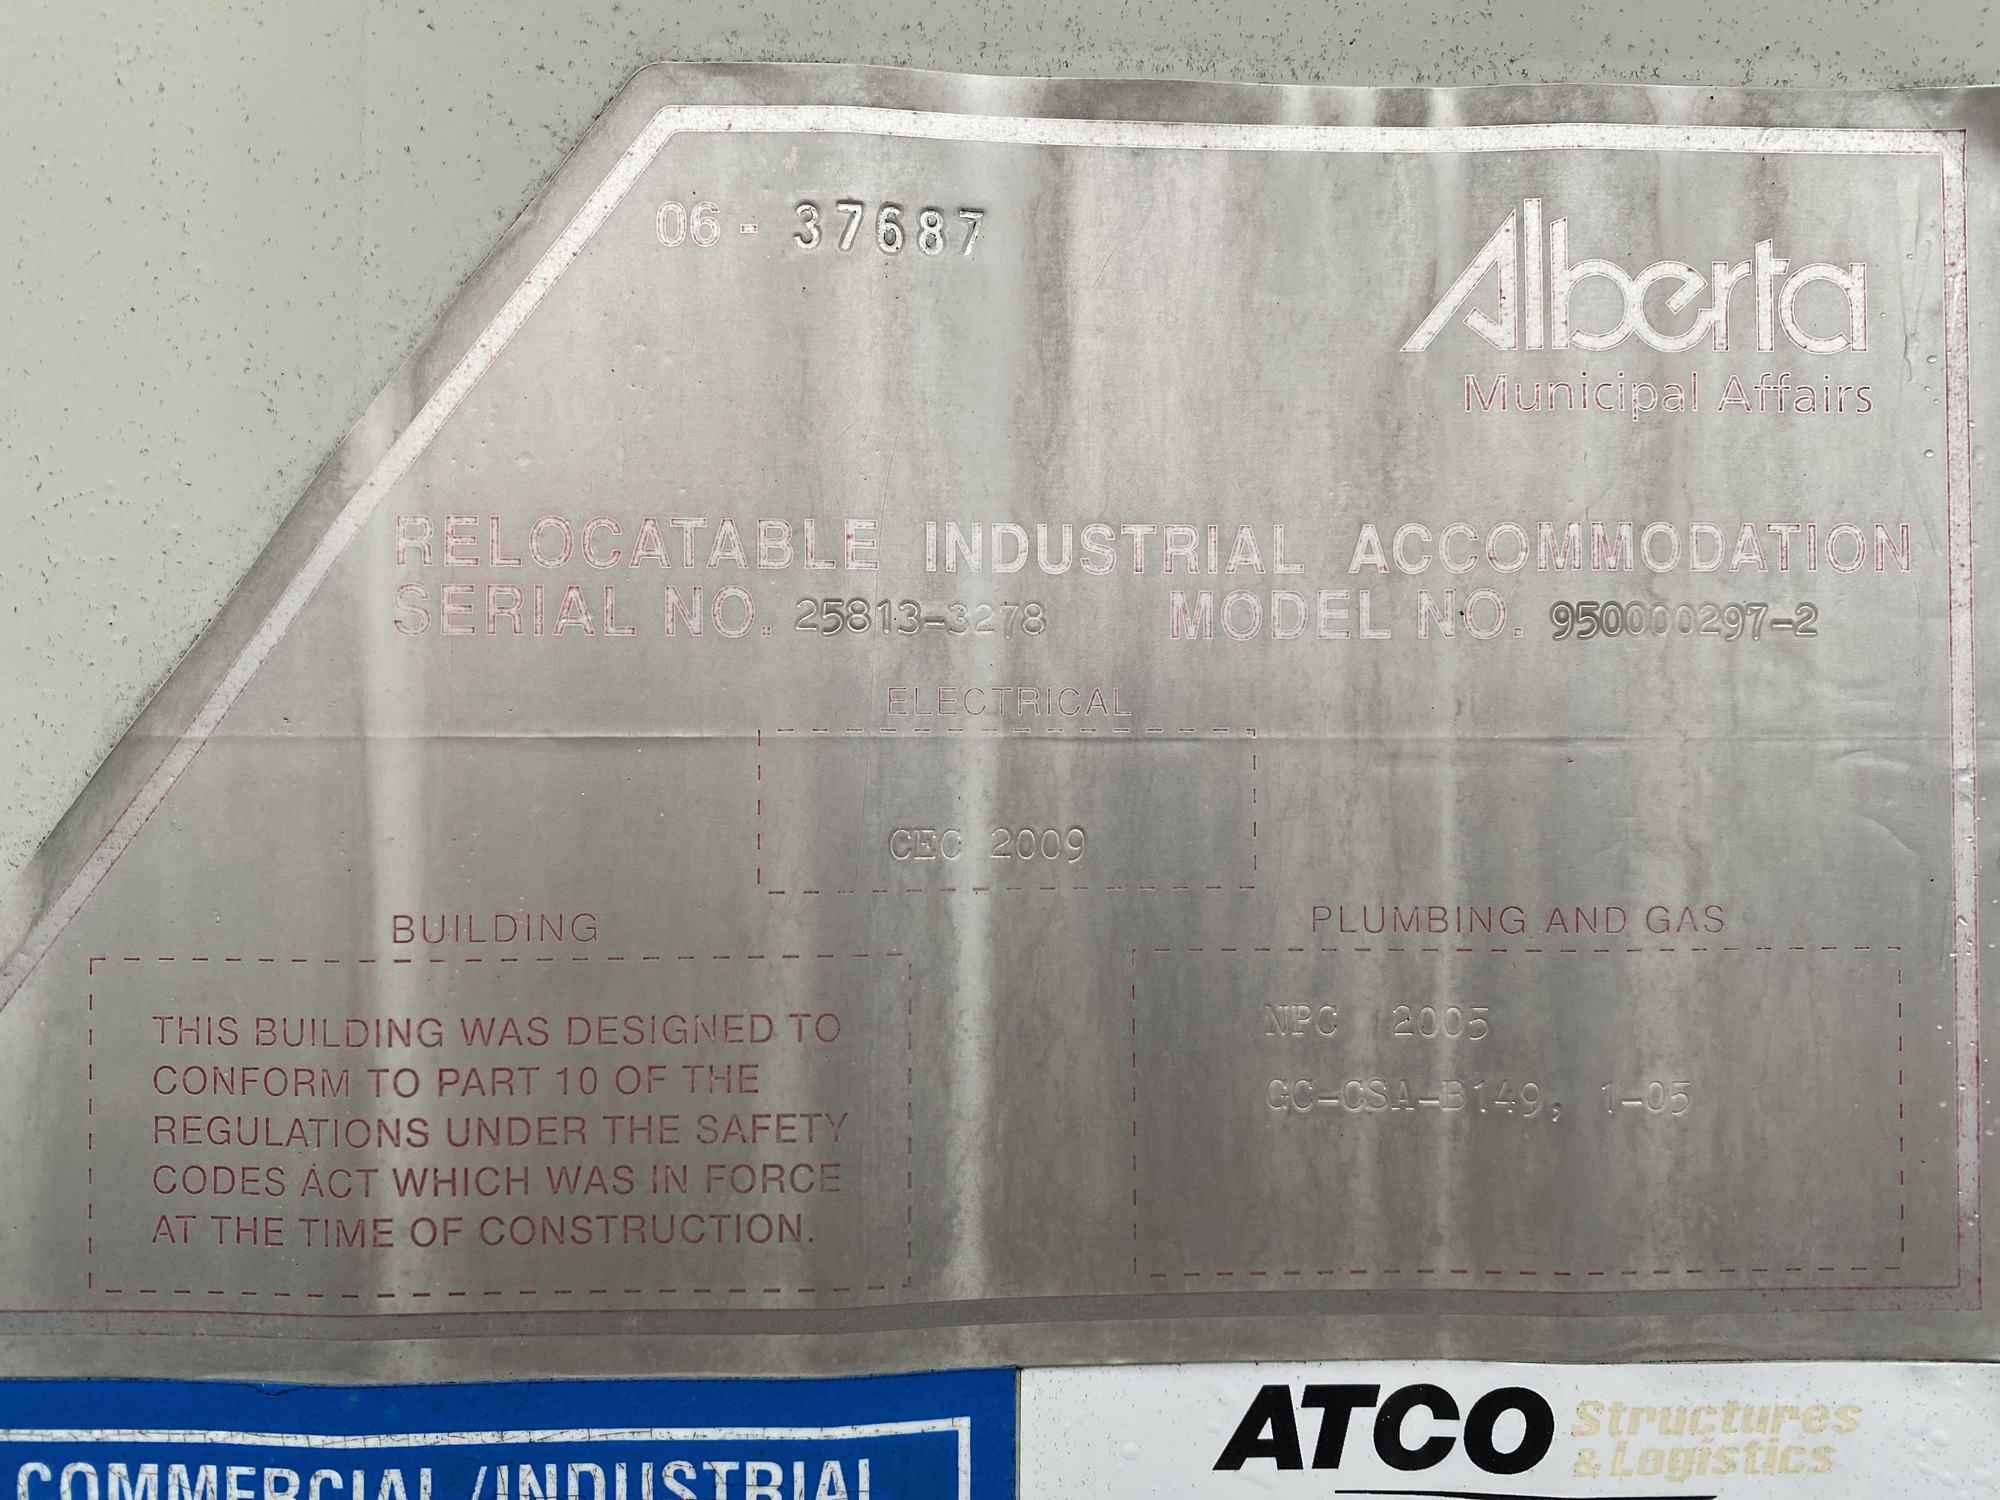 06 - 37687
Alberta
Municipal Affairs
RELOCATABLE INDUSTRIAL ACCOMMODATION
SERIAL NO. 25813-3278 MODEL NO. 950000297-2
ELECTRICAL
CEC 2009
BUILDING
THIS BUILDING WAS DESIGNED TO
CONFORM TO PART 10 OF THE
REGULATIONS UNDER THE SAFETY
CODES ACT WHICH WAS IN FORCE
AT THE TIME OF CONSTRUCTION.
PLUMBING AND GAS
NPC 2005
GC-CSA-B149, 1-05
COMMERCIAL/INDUSTRIAL
ATCO Structures
& Logistics